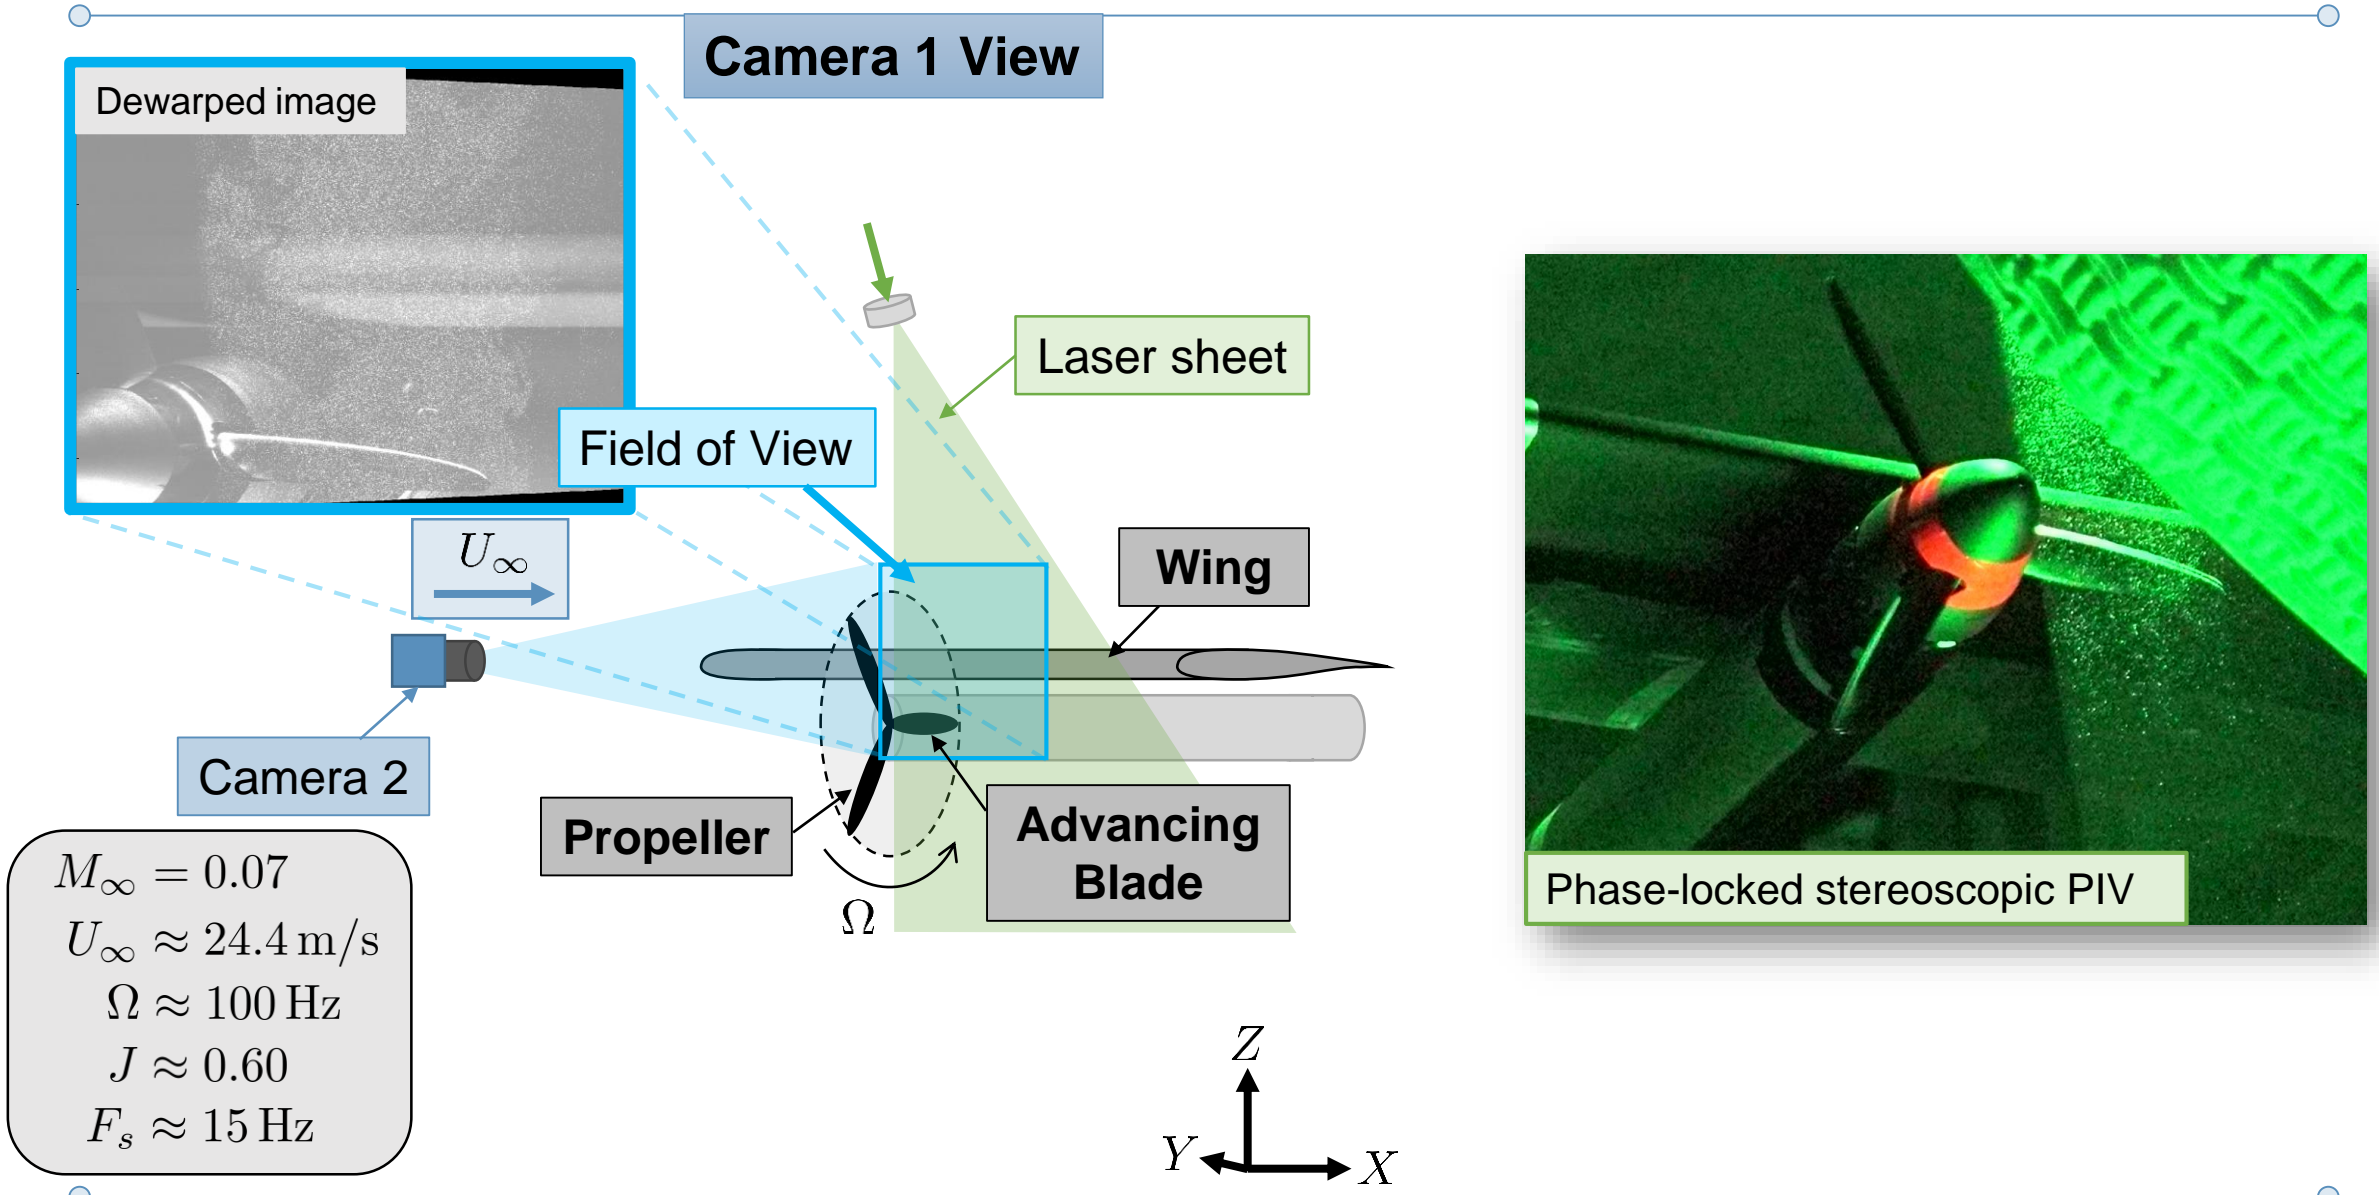 Camera 1 View
Dewarped image
Laser sheet
Field of View
U∞
Wing
Camera 2
Propeller
Advancing
Blade
Ω
Phase-locked stereoscopic PIV
M∞ = 0.07
U∞ ≈ 24.4 m/s
Ω ≈ 100 Hz
J ≈ 0.60
Fs ≈ 15 Hz
Z
Y
X